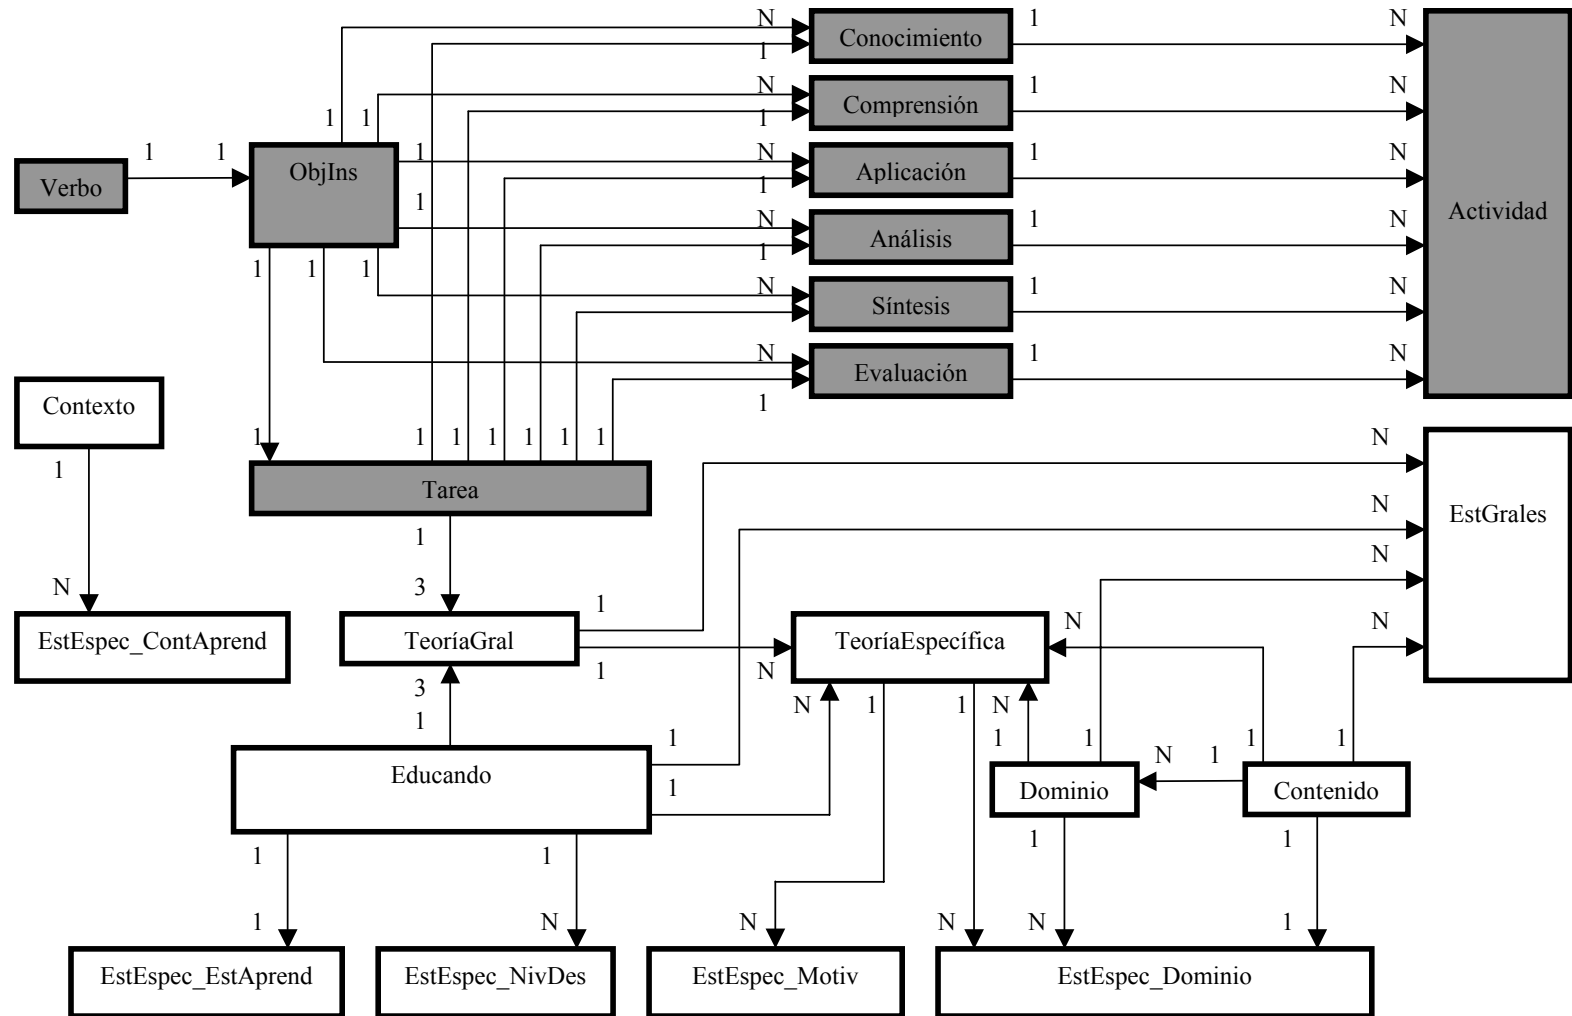 N
1
N
Conocimiento
1
1
N
1
N
Comprensión
1
1
1
1
1
1
N
1
N
ObjIns
Verbo
Aplicación
1
1
1
N
1
N
Actividad
Análisis
1
1
1
1
N
1
N
Síntesis
N
1
N
Evaluación
1
Contexto
1
1
1
1
1
1
1
1
N
1
Tarea
N
EstGrales
1
N
N
3
1
N
EstEspec_ContAprend
TeoríaGral
TeoríaEspecífica
N
1
N
3
N
1
1
N
1
1
1
1
1
1
N
1
Educando
1
Dominio
Contenido
1
1
1
1
1
N
N
N
N
1
EstEspec_EstAprend
EstEspec_NivDes
EstEspec_Motiv
EstEspec_Dominio